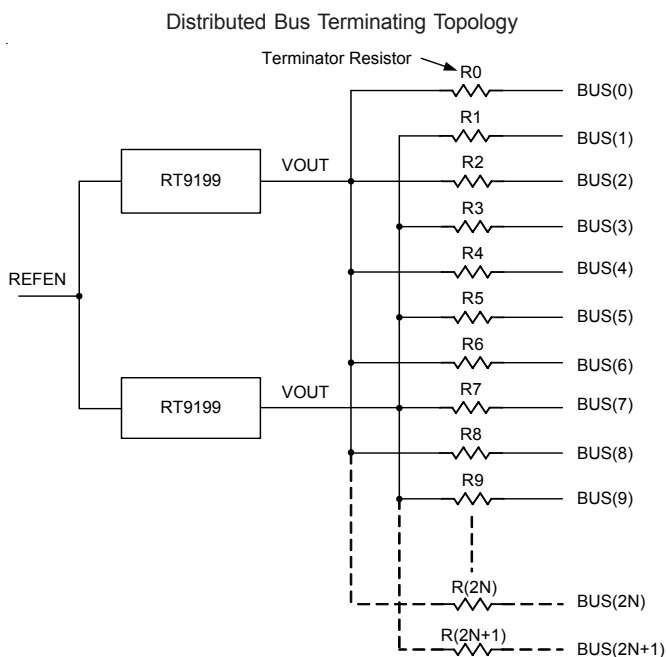 Distributed Bus Terminating Topology
Terminator Resistor
R0
BUS(0)
R1
BUS(1)
R2
BUS(2)
RT9199
VOUT
R3
BUS(3)
R4
BUS(4)
REFEN
R5
BUS(5)
R6
BUS(6)
RT9199
VOUT
R7
BUS(7)
R8
BUS(8)
R9
BUS(9)
R(2N)
BUS(2N)
R(2N+1)
BUS(2N+1)